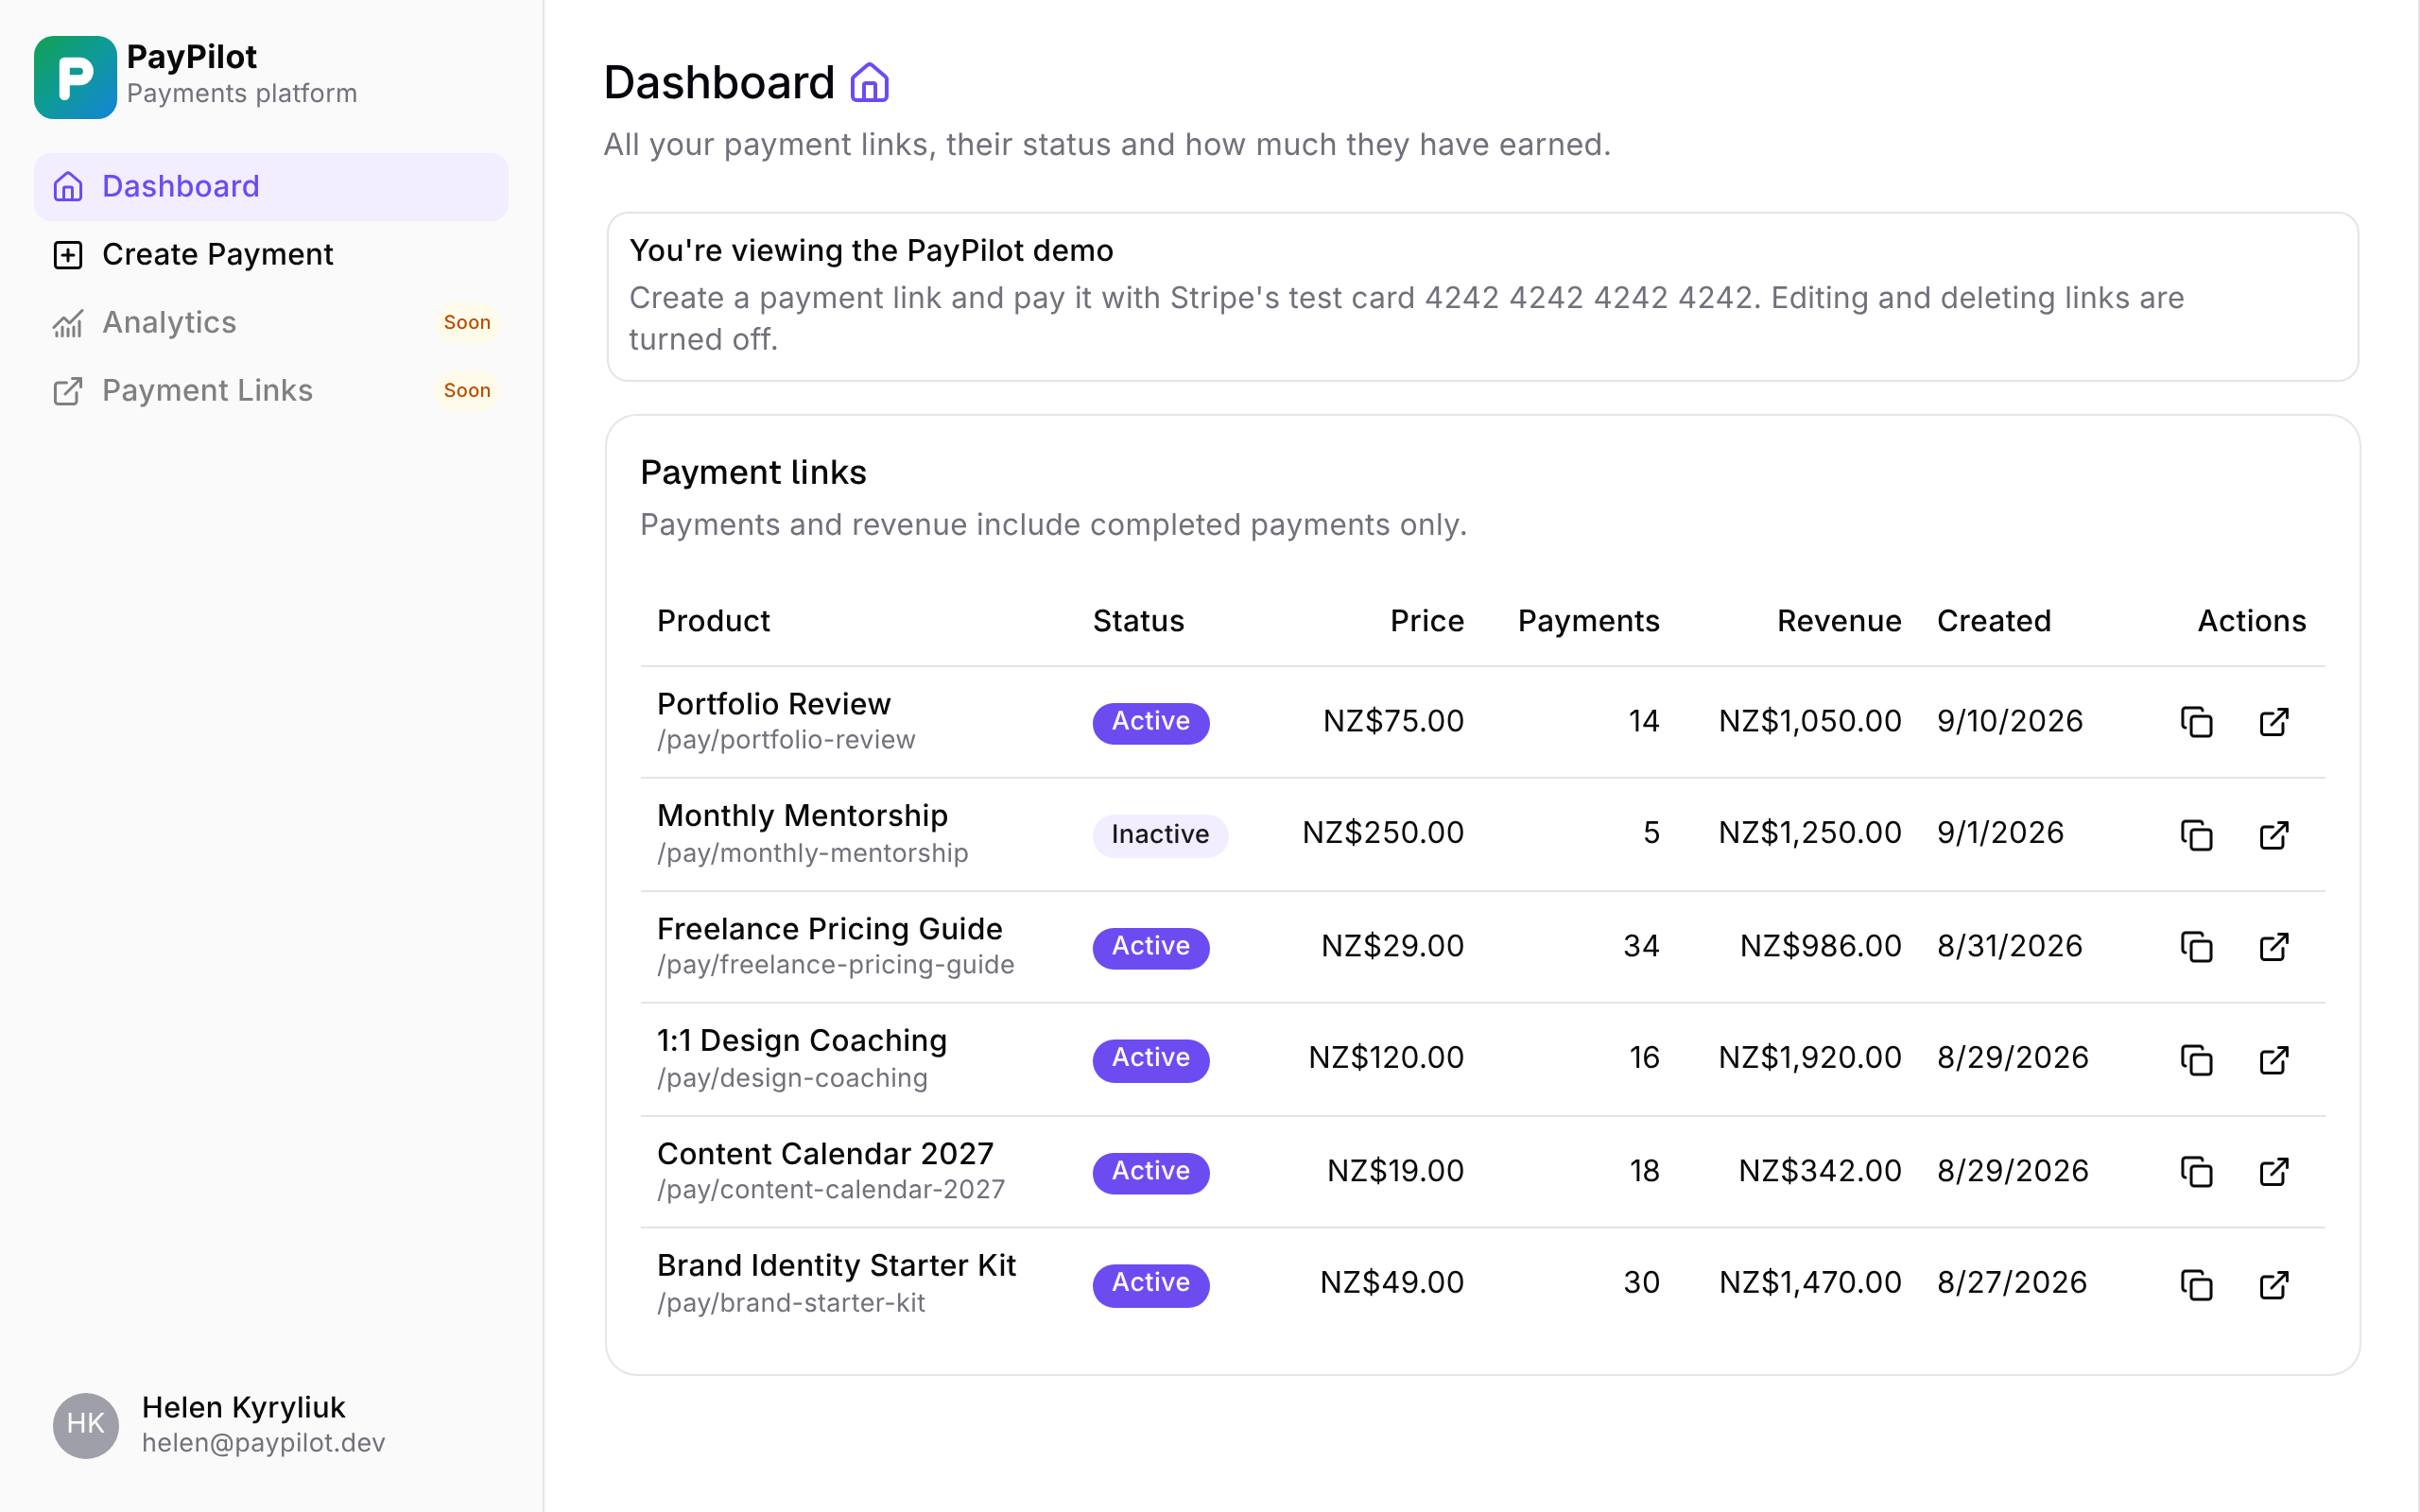 PayPilot
Payments platform
Dashboard
Create Payment
Analytics Soon
Payment Links Soon
Helen Kyryliuk
HK
helen@paypilot.dev
Dashboard
All your payment links, their status and how much they have earned.
You're viewing the PayPilot demo
Create a payment link and pay it with Stripe's test card 4242 4242 4242 4242. Editing and deleting links are
turned off.
Payment links
Payments and revenue include completed payments only.
Product Status Price Payments Revenue Created Actions
Portfolio Review
/pay/portfolio-review
Active NZ$75.00 14 NZ$1,050.00 9/10/2026
Monthly Mentorship
/pay/monthly-mentorship
Inactive NZ$250.00 5 NZ$1,250.00 9/1/2026
Freelance Pricing Guide
/pay/freelance-pricing-guide
Active NZ$29.00 34 NZ$986.00 8/31/2026
1:1 Design Coaching
/pay/design-coaching
Active NZ$120.00 16 NZ$1,920.00 8/29/2026
Content Calendar 2027
/pay/content-calendar-2027
Active NZ$19.00 18 NZ$342.00 8/29/2026
Brand Identity Starter Kit
/pay/brand-starter-kit
Active NZ$49.00 30 NZ$1,470.00 8/27/2026